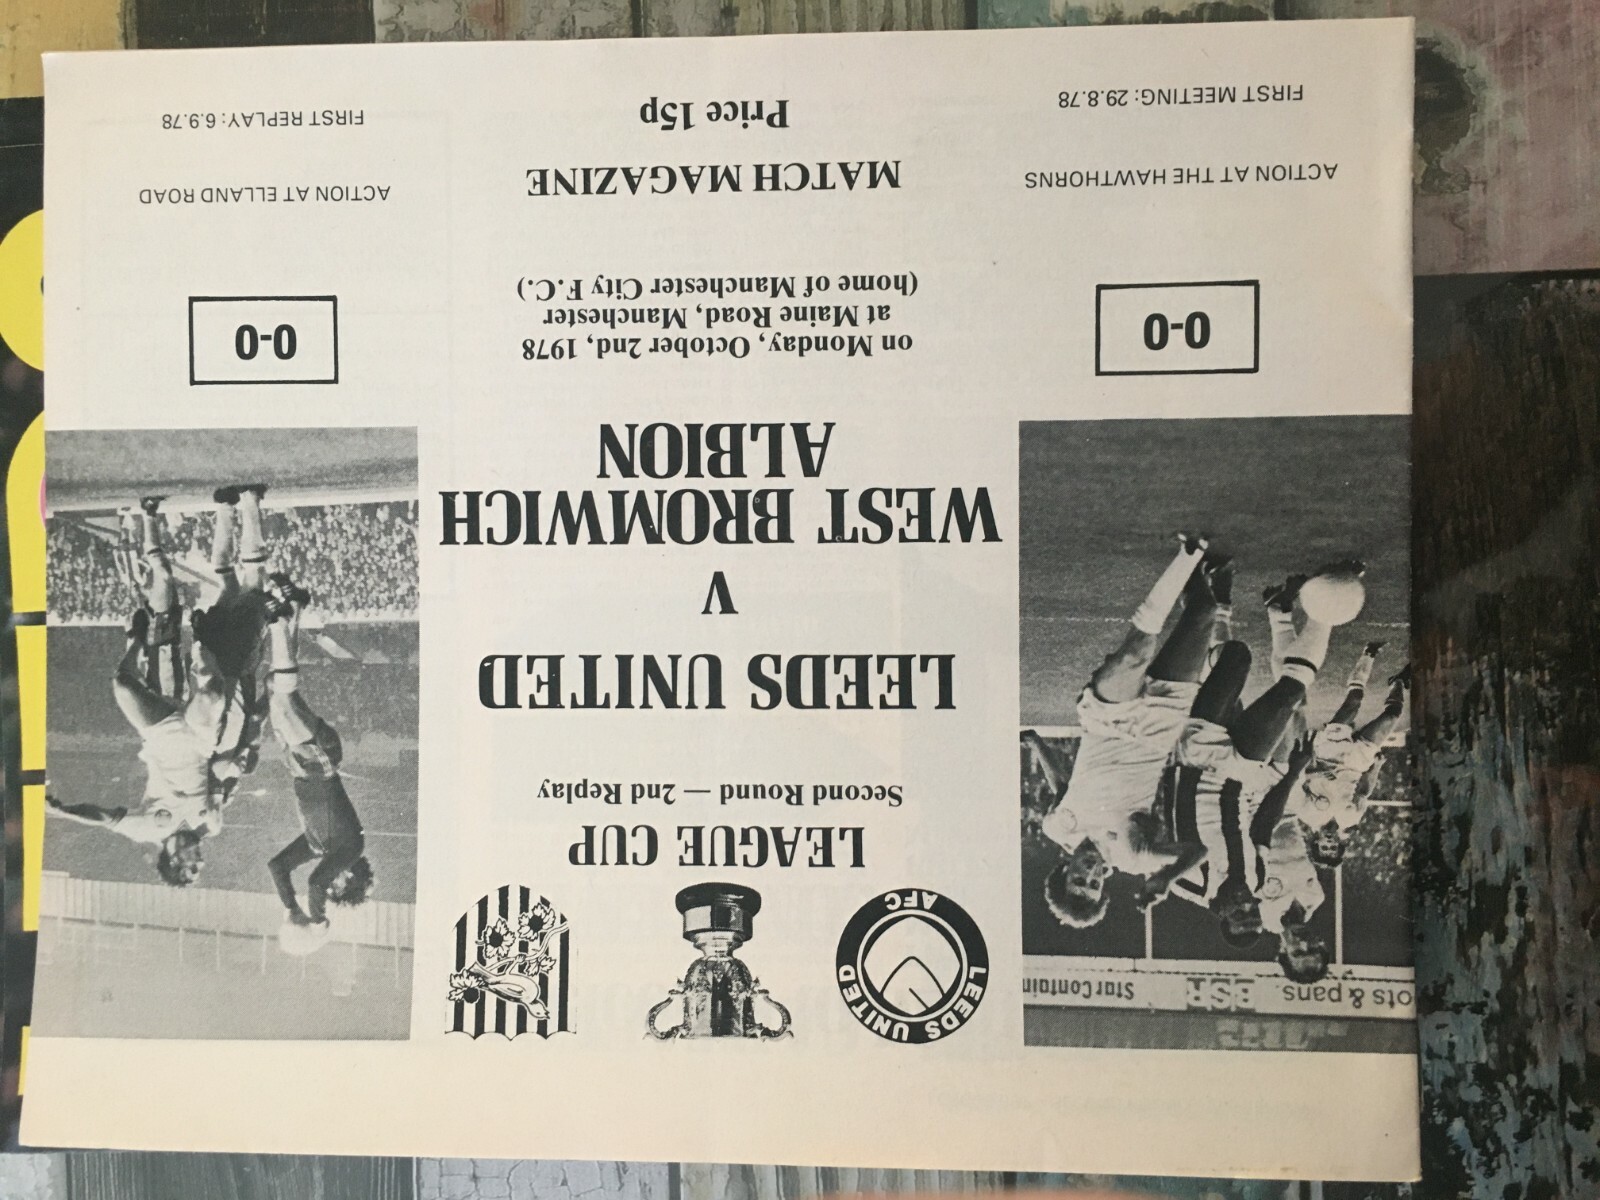 LEEDS UNITED
AFC
LEAGUE CUP
Second Round — 2nd Replay
LEEDS UNITED
V
WEST BROMWICH
ALBION
on Monday, October 2nd, 1978
at Maine Road, Manchester
(home of Manchester City F.C.)
MATCH MAGAZINE
Price 15p
ots & pans.
BSR
Star Contain
0-0
ACTION AT THE HAWTHORNS
FIRST MEETING: 29.8.78
0-0
ACTION AT ELLAND ROAD
FIRST REPLAY: 6.9.78